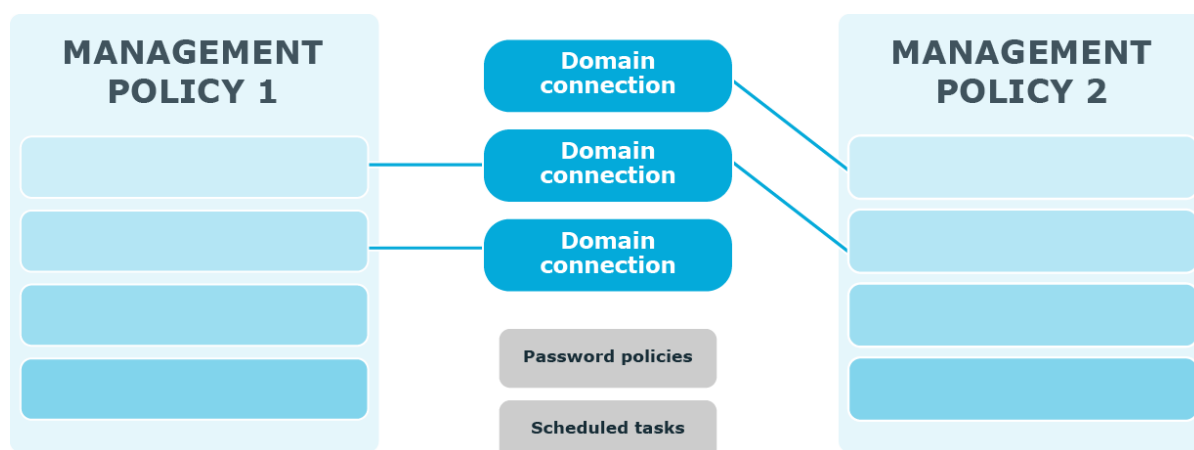 MANAGEMENT
POLICY 1
Domain
connection
Domain
connection
Domain
connection
Password policies
Scheduled tasks
MANAGEMENT
POLICY 2